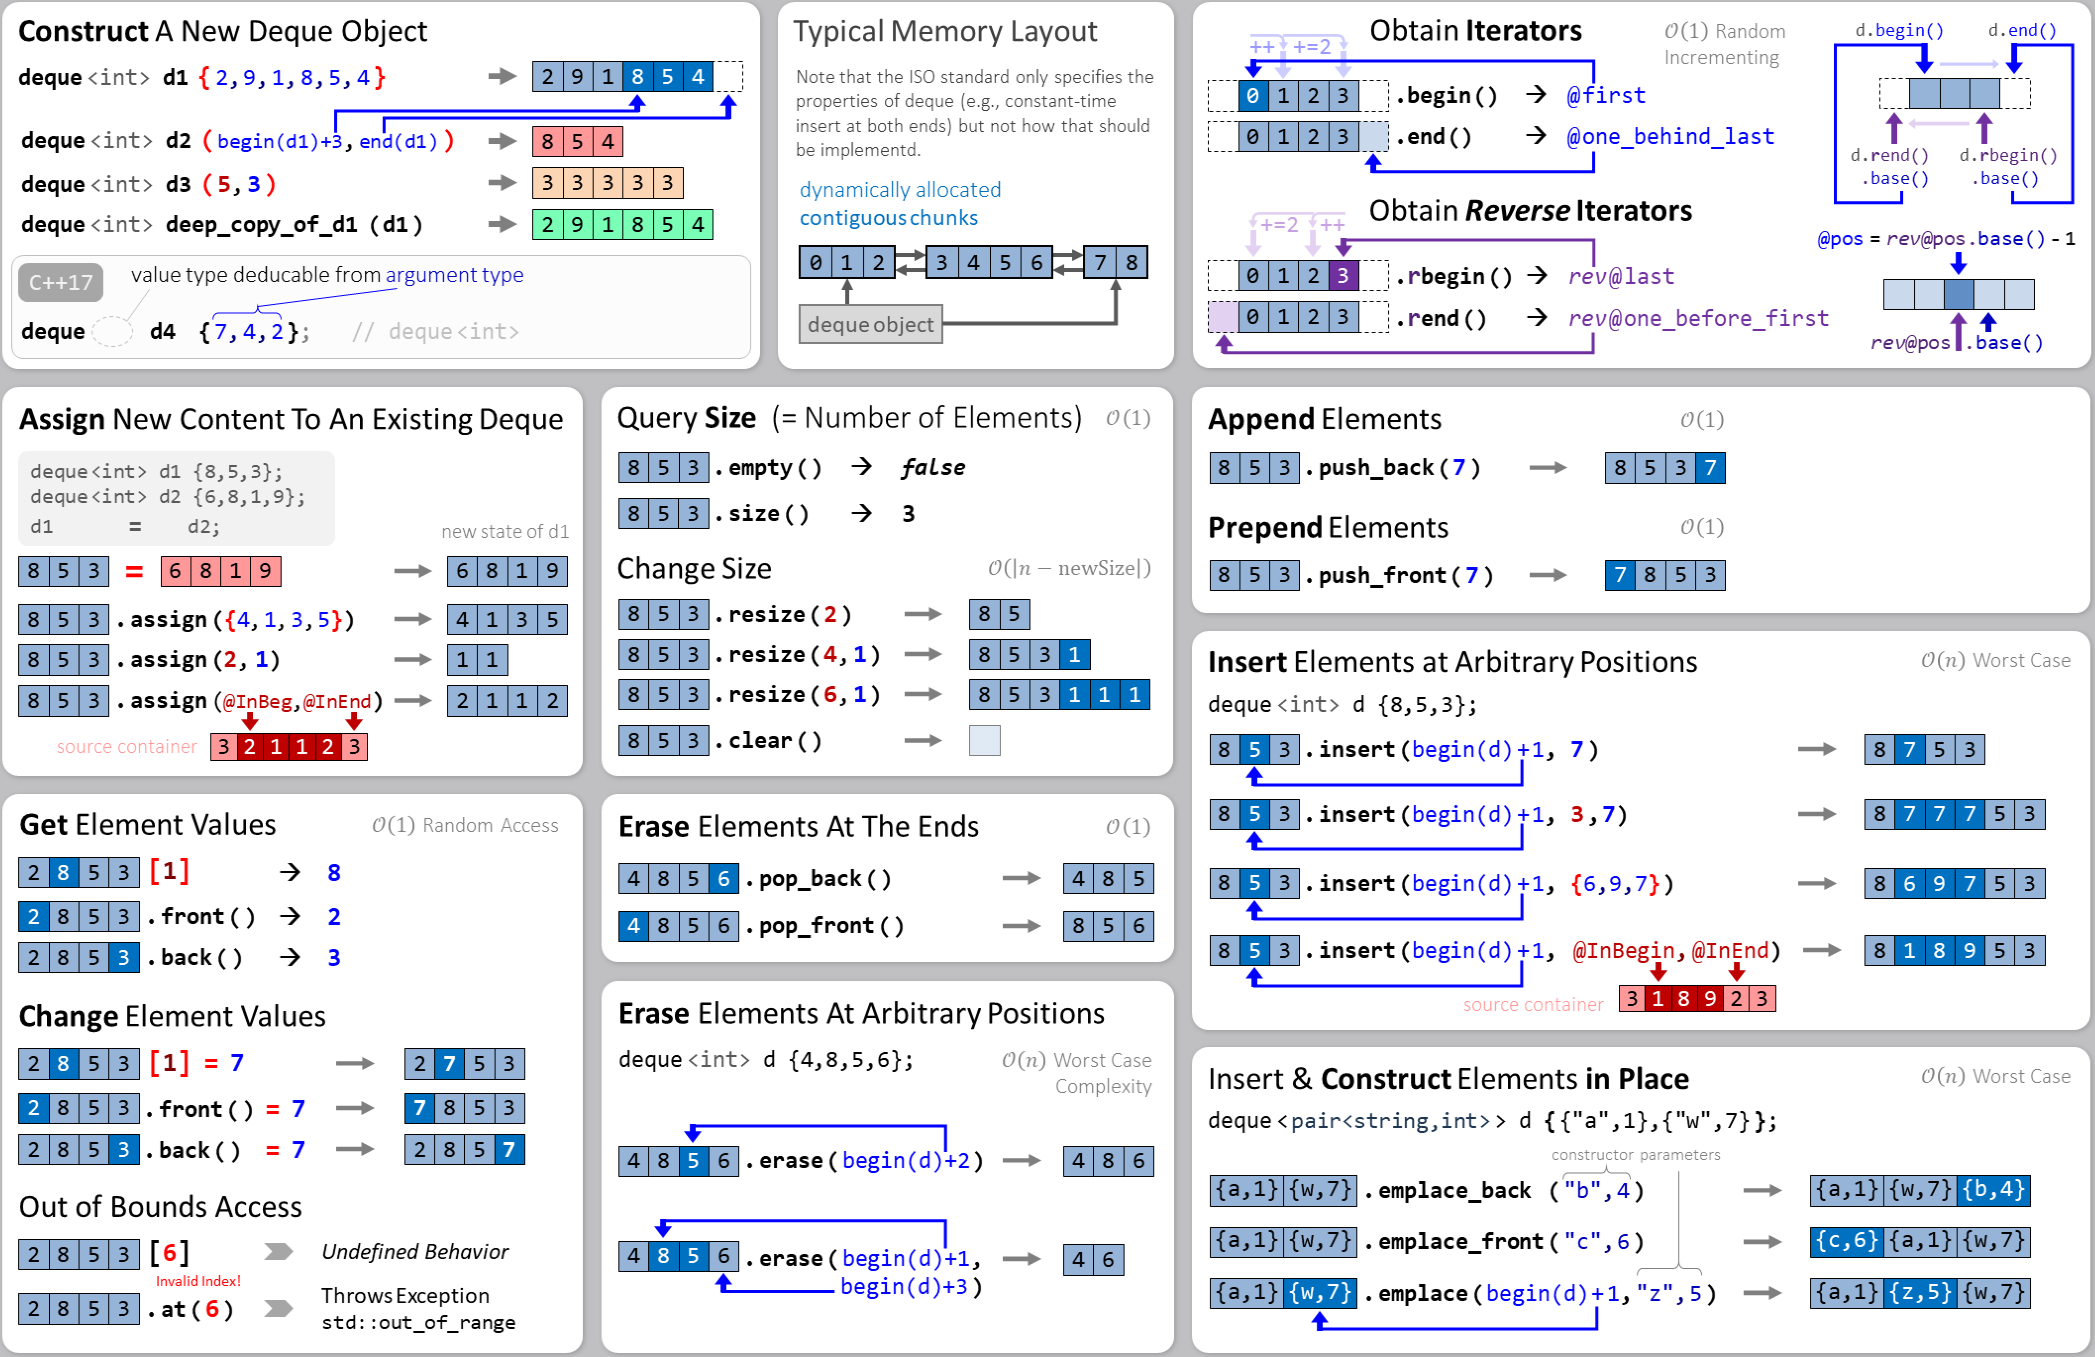 Construct A New Deque Object
deque<int> d1 {2,9,1,8,5,4} 2 9 1 8 5 4
deque<int> d2 (begin(d1)+3,end(d1)) 8 5 4
deque<int> d3 (5,3) 3 3 3 3 3
deque<int> deep_copy_of_d1 (d1) 2 9 1 8 5 4
C++17 value type deducable from argument type
deque d4 {7,4,2}; // deque<int>
Typical Memory Layout
Note that the ISO standard only specifies the
properties of deque (e.g., constant-time
insert at both ends) but not how that should
be implementd.
dynamically allocated
contiguous chunks
0 1 2 3 4 5 6 7 8
deque object
Obtain Iterators
O(1) Random
Incrementing
++ +=2
0 1 2 3 .begin() → @first
0 1 2 3 .end() → @one_behind_last
Obtain Reverse Iterators
+=2 ++
0 1 2 3 .rbegin() → rev@last
0 1 2 3 .rend() → rev@one_before_first
d.begin() d.end()
d.rend() d.rbegin()
.base() .base()
@pos = rev@pos.base() - 1
rev@pos .base()
Assign New Content To An Existing Deque
deque<int> d1 {8,5,3};
deque<int> d2 {6,8,1,9};
d1 = d2;
new state of d1
8 5 3 = 6 8 1 9 6 8 1 9
8 5 3 .assign({4,1,3,5}) 4 1 3 5
8 5 3 .assign(2,1) 1 1
8 5 3 .assign(@InBeg,@InEnd) 2 1 1 2
source container 3 2 1 1 2 3
Query Size (= Number of Elements) O(1)
8 5 3 .empty() → false
8 5 3 .size() → 3
Change Size O(|n − newSize|)
8 5 3 .resize(2) 8 5
8 5 3 .resize(4,1) 8 5 3 1
8 5 3 .resize(6,1) 8 5 3 1 1 1
8 5 3 .clear()
Append Elements O(1)
8 5 3 .push_back(7) 8 5 3 7
Prepend Elements O(1)
8 5 3 .push_front(7) 7 8 5 3
Insert Elements at Arbitrary Positions O(n) Worst Case
deque<int> d {8,5,3};
8 5 3 .insert(begin(d)+1, 7) 8 7 5 3
8 5 3 .insert(begin(d)+1, 3,7) 8 7 7 7 5 3
8 5 3 .insert(begin(d)+1, {6,9,7}) 8 6 9 7 5 3
8 5 3 .insert(begin(d)+1, @InBegin,@InEnd) 8 1 8 9 5 3
source container 3 1 8 9 2 3
Get Element Values O(1) Random Access
2 8 5 3 [1] → 8
2 8 5 3 .front() → 2
2 8 5 3 .back() → 3
Change Element Values
2 8 5 3 [1] = 7 2 7 5 3
2 8 5 3 .front() = 7 7 8 5 3
2 8 5 3 .back() = 7 2 8 5 7
Out of Bounds Access
2 8 5 3 [6] Undefined Behavior
Invalid Index!
2 8 5 3 .at(6) Throws Exception
std::out_of_range
Erase Elements At The Ends O(1)
4 8 5 6 .pop_back() 4 8 5
4 8 5 6 .pop_front() 8 5 6
Erase Elements At Arbitrary Positions
deque<int> d {4,8,5,6}; O(n) Worst Case
Complexity
4 8 5 6 .erase(begin(d)+2) 4 8 6
4 8 5 6 .erase(begin(d)+1, 4 6
begin(d)+3)
Insert & Construct Elements in Place O(n) Worst Case
deque<pair<string,int>> d {{"a",1},{"w",7}};
constructor parameters
{a,1} {w,7} .emplace_back ("b",4) {a,1} {w,7} {b,4}
{a,1} {w,7} .emplace_front("c",6) {c,6} {a,1} {w,7}
{a,1} {w,7} .emplace(begin(d)+1,"z",5) {a,1} {z,5} {w,7}